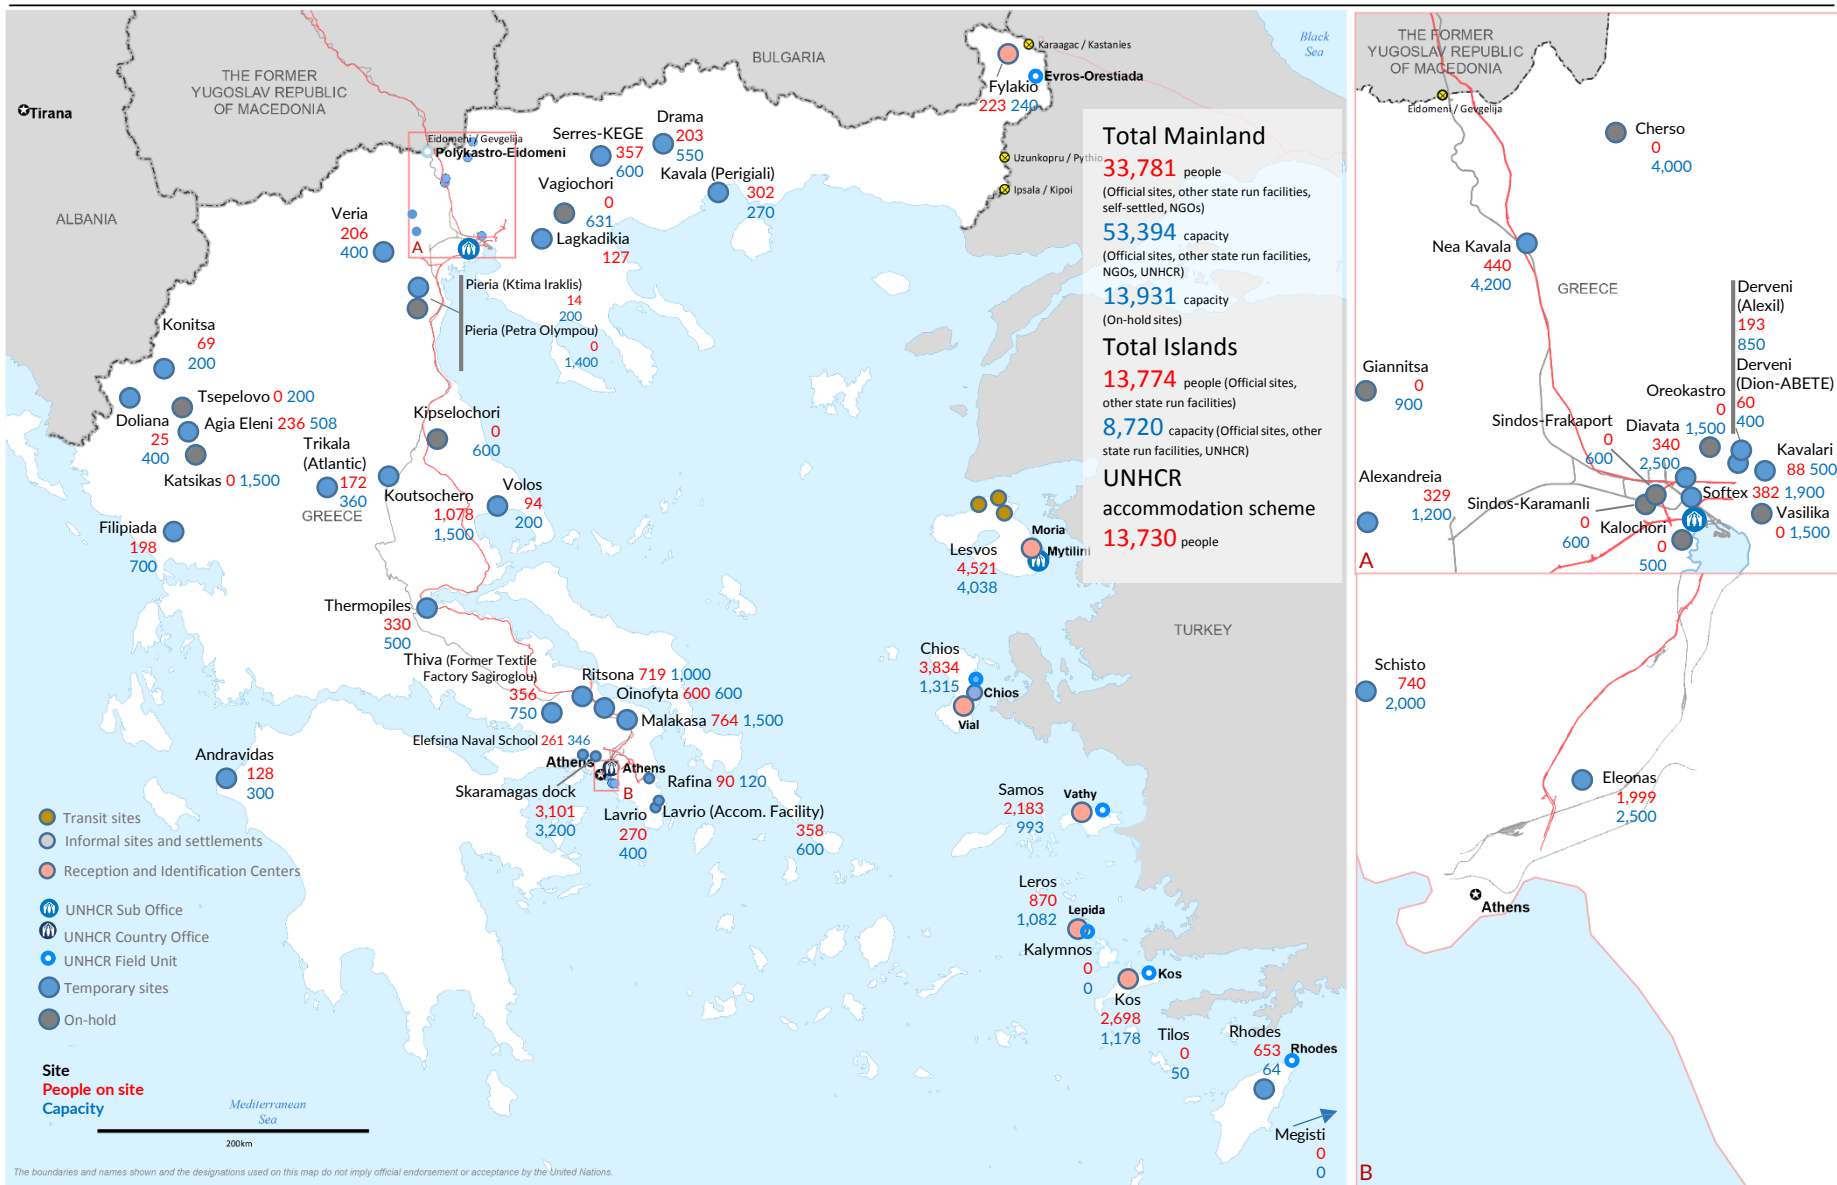 BULGARIA
Black
Sea
THE FORMER
YUGOSLAV REPUBLIC
OF MACEDONIA
Tirana
ALBANIA
Karaagac / Kastanies
Evros-Orestiada
Fylakio
223 240
Uzunkopru / Pythio
Ipsala / Kipoi
Eidomeni / Gevgelija
Polykastro-Eidomeni
A
Serres-KEGE
357
600
Drama
203
550
Kavala (Perigiali)
302
270
Vagiochori
0
631
Lagkadikia
127
Veria
206
400
Pieria (Ktima Iraklis)
14
200
Pieria (Petra Olympou)
0
1,400
Konitsa
69
200
Tsepelovo 0 200
Doliana
25
400
Agia Eleni 236 508
Katsikas 0 1,500
Trikala
(Atlantic)
172
360
GREECE
Kipselochori
0
600
Koutsochero
1,078
1,500
Volos
94
200
Filipiada
198
700
Thermopiles
330
500
Thiva (Former Textile
Factory Sagiroglou)
356
750
Ritsona 719 1,000
Oinofyta 600 600
Malakasa 764 1,500
Elefsina Naval School 261 346
Athens
Athens
B
Skaramagas dock
3,101
3,200
Rafina 90 120
Lavrio
270
400
Lavrio (Accom. Facility)
358
600
Andravidas
128
300
Total Mainland
33,781 people
(Official sites, other state run facilities,
self-settled, NGOs)
53,394 capacity
(Official sites, other state run facilities,
NGOs, UNHCR)
13,931 capacity
(On-hold sites)
Total Islands
13,774 people (Official sites,
other state run facilities)
8,720 capacity (Official sites, other
state run facilities, UNHCR)
UNHCR
accommodation scheme
13,730 people
Moria
Mytilini
Lesvos
4,521
4,038
TURKEY
Chios
3,834
1,315
Chios
Vial
Samos
2,183
993
Vathy
Leros
870
1,082
Lepida
Kalymnos
0
0
Kos
Kos
2,698
1,178
Tilos
0
50
Rhodes
653
64
Rhodes
Megisti
0
0
Transit sites
Informal sites and settlements
Reception and Identification Centers
UNHCR Sub Office
UNHCR Country Office
UNHCR Field Unit
Temporary sites
On-hold
Site
People on site
Capacity
Mediterranean
Sea
200km
The boundaries and names shown and the designations used on this map do not imply official endorsement or acceptance by the United Nations.
THE FORMER
YUGOSLAV REPUBLIC
OF MACEDONIA
Eidomeni / Gevgelija
Cherso
0
4,000
Nea Kavala
440
4,200
GREECE
Derveni
(Alexil)
193
850
Derveni
(Dion-ABETE)
60
400
Giannitsa
0
900
Oreokastro
0
1,500
Sindos-Frakaport
0
600
Diavata
340
2,500
Kavalari
88 500
Alexandreia
329
1,200
Sindos-Karamanli
0
600
Softex 382 1,900
Kalochori
0
500
Vasilika
0 1,500
A
Schisto
740
2,000
Eleonas
1,999
2,500
Athens
B